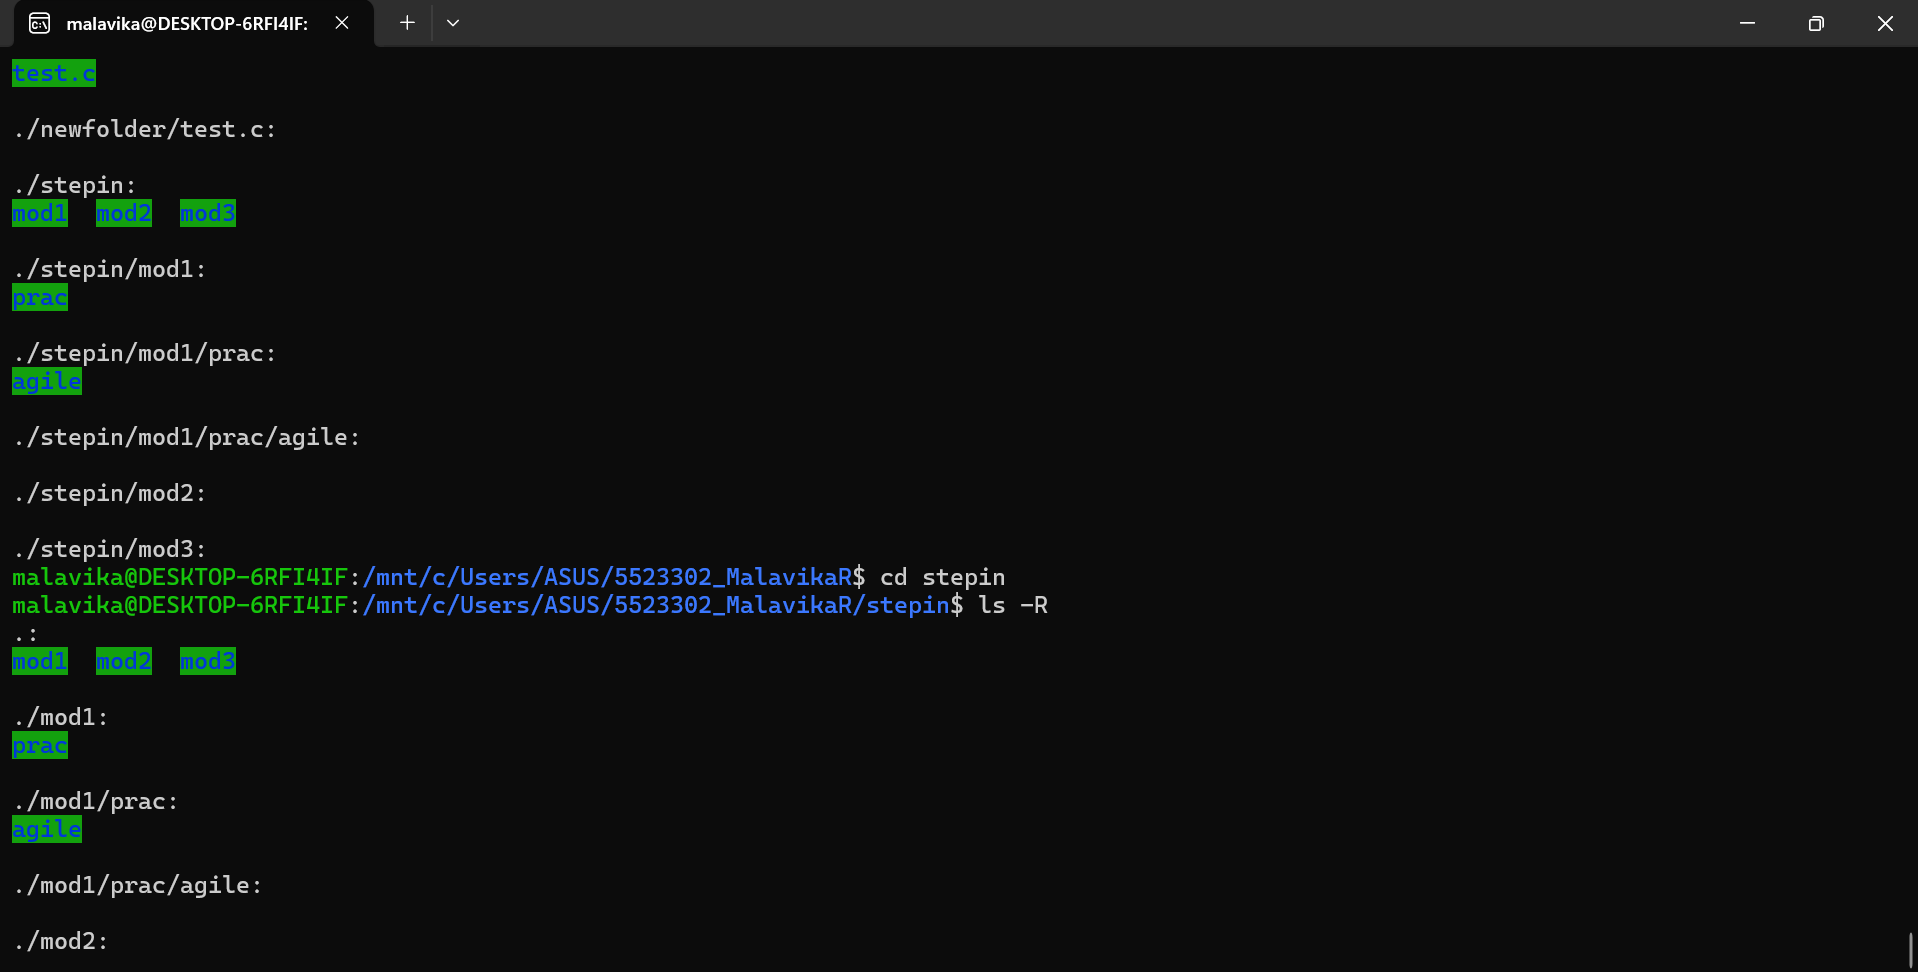 malavika@DESKTOP-6RFI4IF:
test.c
./newfolder/test.c:
./stepin:
mod1  mod2  mod3
./stepin/mod1:
prac
./stepin/mod1/prac:
agile
./stepin/mod1/prac/agile:
./stepin/mod2:
./stepin/mod3:
malavika@DESKTOP-6RFI4IF:/mnt/c/Users/ASUS/5523302_MalavikaR$ cd stepin
malavika@DESKTOP-6RFI4IF:/mnt/c/Users/ASUS/5523302_MalavikaR/stepin$ ls -R
.:
mod1  mod2  mod3
./mod1:
prac
./mod1/prac:
agile
./mod1/prac/agile:
./mod2: